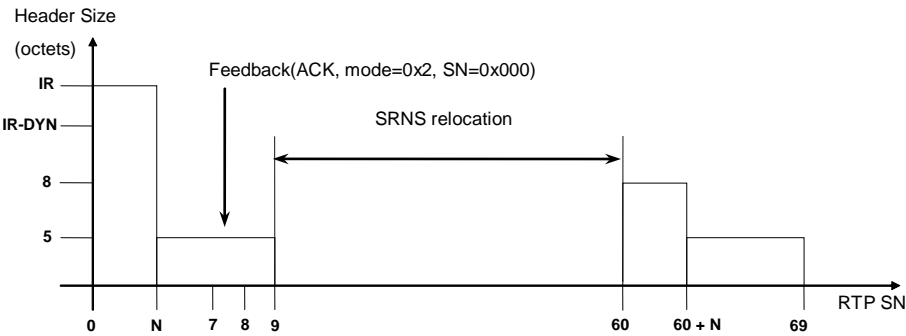 Header Size
(octets)
Feedback(ACK, mode=0x2, SN=0x000)
IR
SRNS relocation
IR-DYN
8
5
RTP SN
0 N 7 8 9 60 60 + N 69